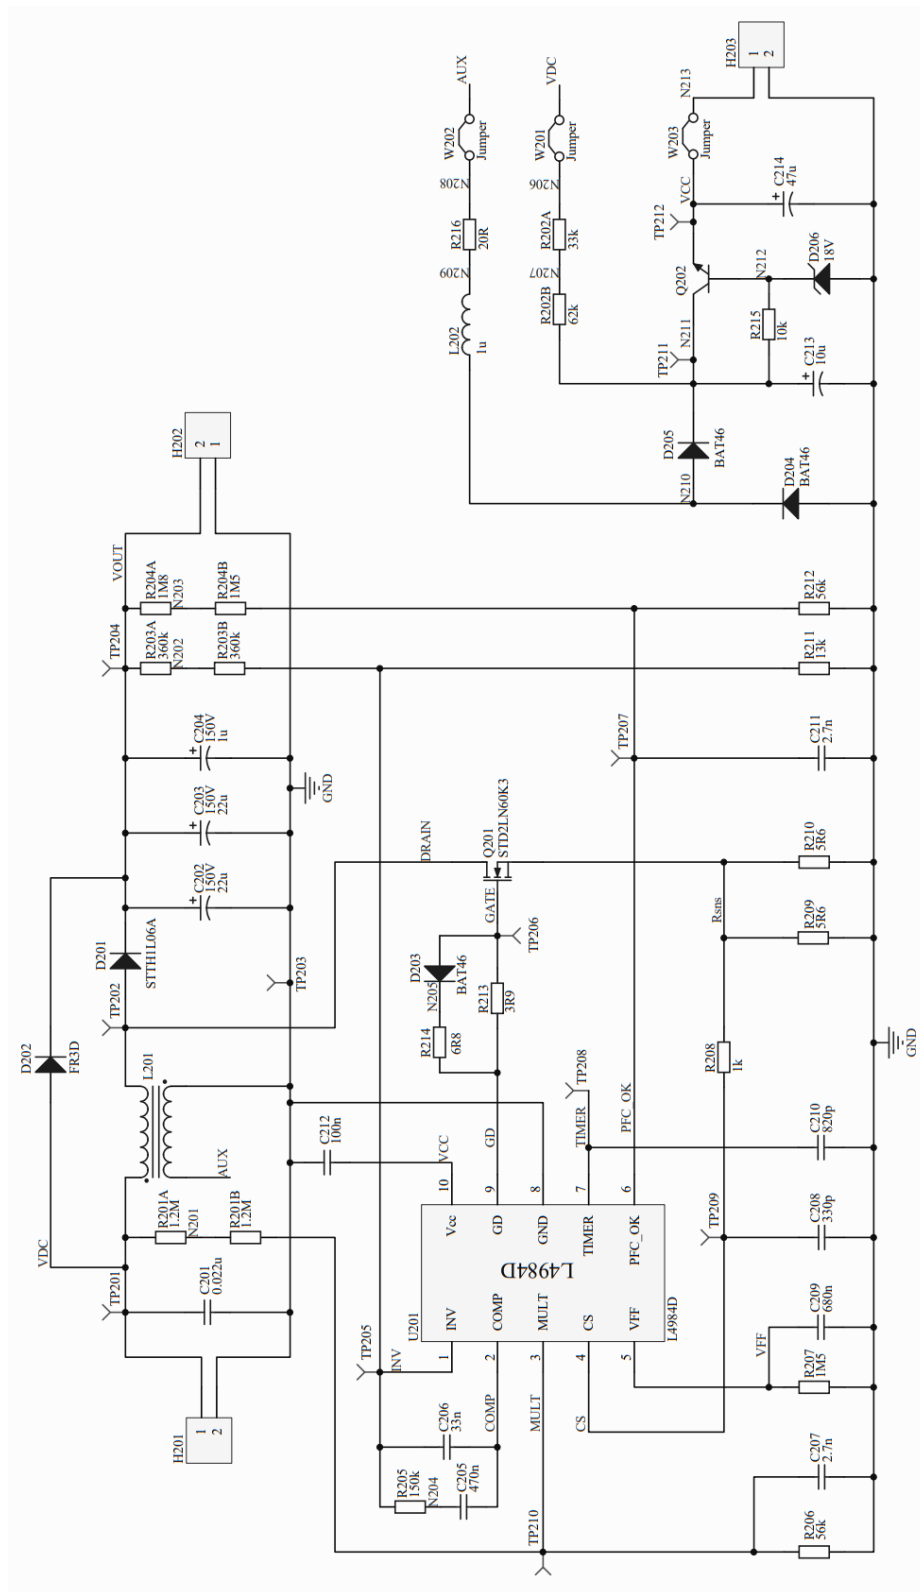 H201
1
2
TP201
VDC
C201
0.022u
R201A
1.2M
N201
R201B
1.2M
AUX
L201
D202
FR3D
TP202
D201
STTH1L06A
TP203
C202
150V
22u
C203
150V
22u
C204
150V
1u
GND
TP204
VOUT
R203A
360k
N202
R203B
360k
R204A
1M8
N203
R204B
1M5
H202
2
1
TP205
INV
R205
150k
N204
C205
470n
C206
33n
COMP
MULT
CS
TP210
U201
L4984D
L4984D
1
INV
2
COMP
3
MULT
4
CS
5
VFF
10
Vcc
9
GD
8
GND
7
TIMER
6
PFC_OK
VCC
C212
100n
GD
TIMER
TP208
PFC_OK
R214
6R8
N205
D203
BAT46
R213
3R9
TP206
GATE
DRAIN
Q201
STD2LN60K3
TP207
Rsns
R206
56k
C207
2.7n
R207
1M5
VFF
C209
680n
TP209
C208
330p
C210
820p
R208
1k
GND
R209
5R6
R210
5R6
C211
2.7n
R211
13k
R212
56k
L202
1u
N209
R216
20R
N208
W202
Jumper
AUX
R202B
62k
N207
R202A
33k
N206
W201
Jumper
VDC
N210
D204
BAT46
D205
BAT46
TP211
N211
C213
10u
R215
10k
Q202
N212
D206
18V
TP212
VCC
C214
47u
W203
Jumper
N213
H203
1
2